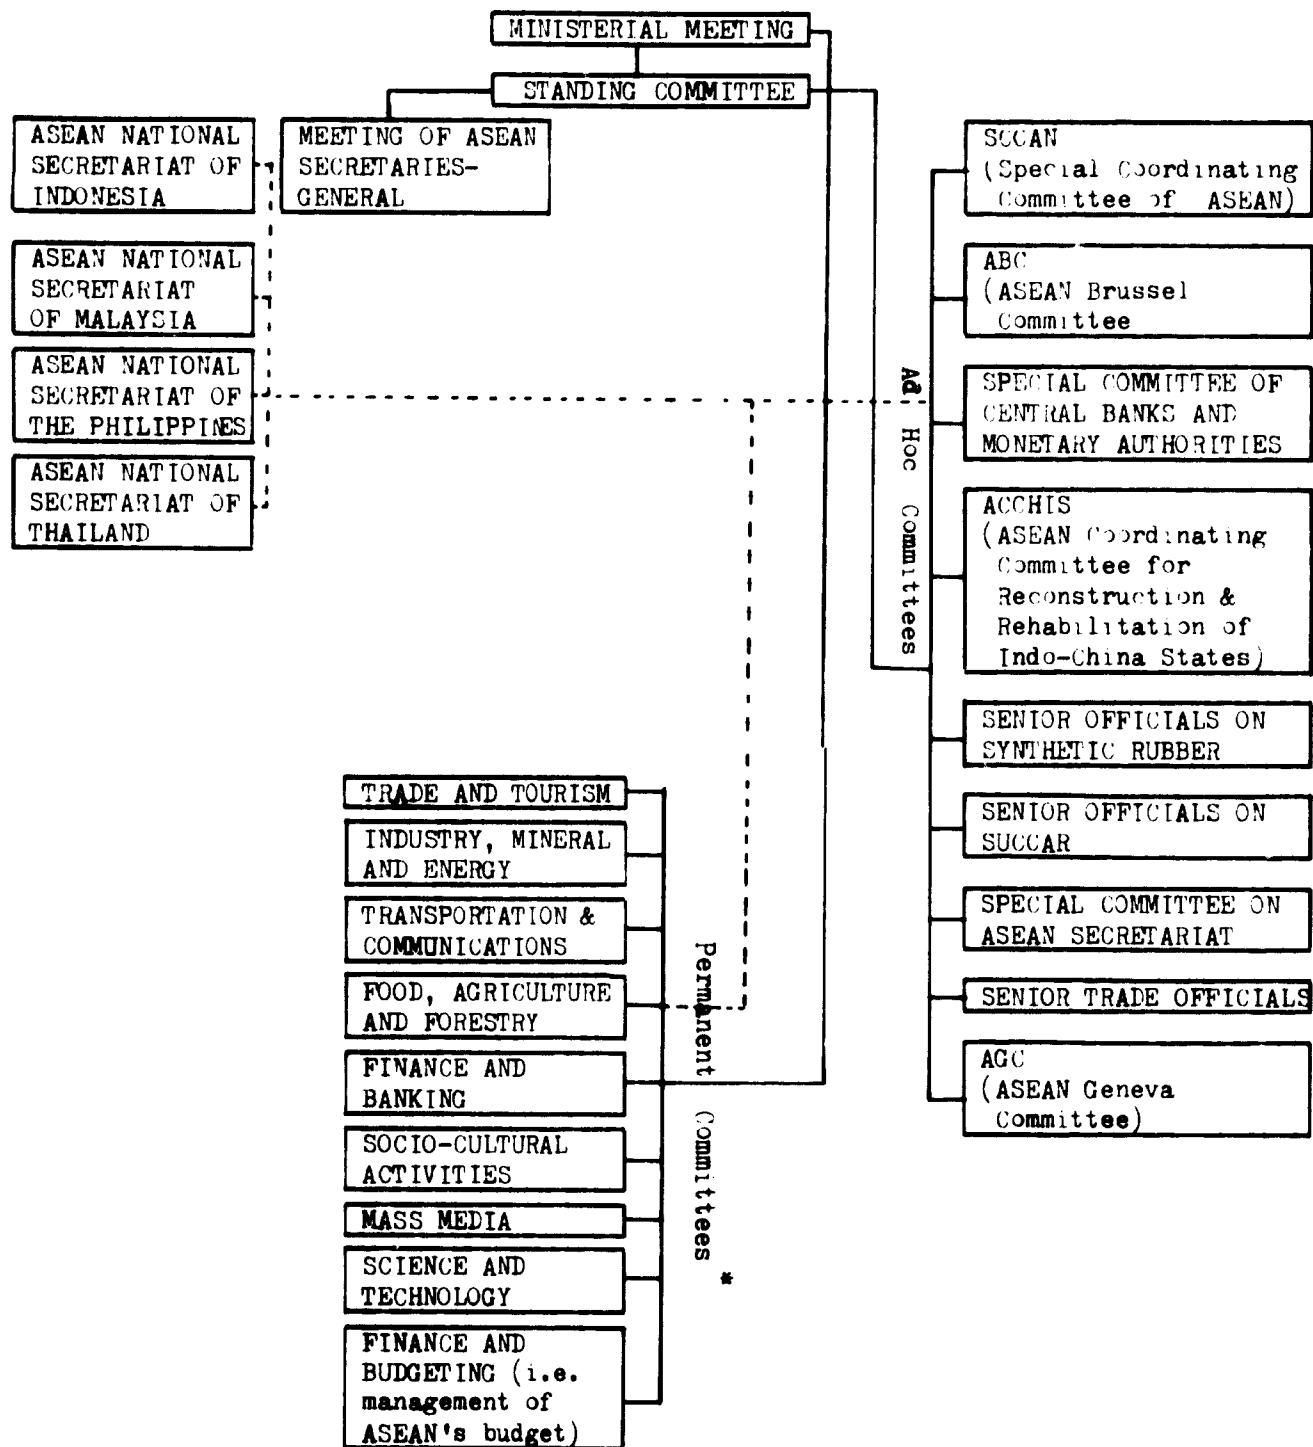 MINISTERIAL MEETING
STANDING COMMITTEE
ASEAN NATIONAL
SECRETARIAT OF
INDONESIA
MEETING OF ASEAN
SECRETARIES-
GENERAL
ASEAN NATIONAL
SECRETARIAT
OF MALAYSIA
ASEAN NATIONAL
SECRETARIAT OF
THE PHILIPPINES
ASEAN NATIONAL
SECRETARIAT OF
THAILAND
Ad Hoc Committees
SCCAN
(Special Coordinating
Committee of ASEAN)
ABC
(ASEAN Brussel
Committee
SPECIAL COMMITTEE OF
CENTRAL BANKS AND
MONETARY AUTHORITIES
ACCHIS
(ASEAN Coordinating
Committee for
Reconstruction &
Rehabilitation of
Indo-China States)
SENIOR OFFICIALS ON
SYNTHETIC RUBBER
SENIOR OFFICIALS ON
SUCCAR
SPECIAL COMMITTEE ON
ASEAN SECRETARIAT
SENIOR TRADE OFFICIALS
AGC
(ASEAN Geneva
Committee)
TRADE AND TOURISM
INDUSTRY, MINERAL
AND ENERGY
TRANSPORTATION &
COMMUNICATIONS
FOOD, AGRICULTURE
AND FORESTRY
FINANCE AND
BANKING
SOCIO-CULTURAL
ACTIVITIES
MASS MEDIA
SCIENCE AND
TECHNOLOGY
FINANCE AND
BUDGETING (i.e.
management of
ASEAN's budget)
Permanent Committees *